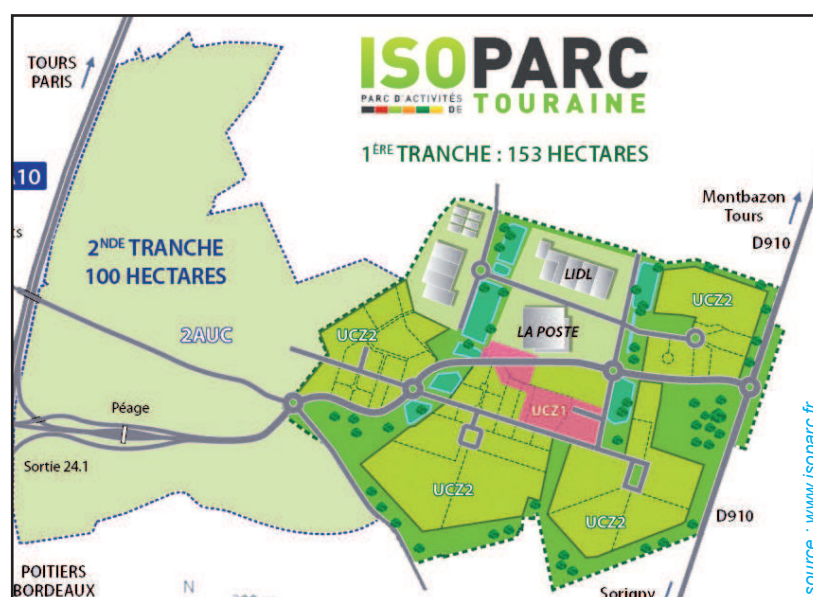 TOURS
PARIS
ISOPARC
PARC D'ACTIVITÉS
DE TOURAINE
1ÈRE TRANCHE : 153 HECTARES
10
Montbazon
Tours
D910
2NDE TRANCHE
100 HECTARES
LIDL
UCZ2
2AUC
UCZ2
LA POSTE
Péage
UCZ1
Sortie 24.1
UCZ2
UCZ2
D910
POITIERS
BORDEAUX
N
Sorigny
source : www.isoparc.fr